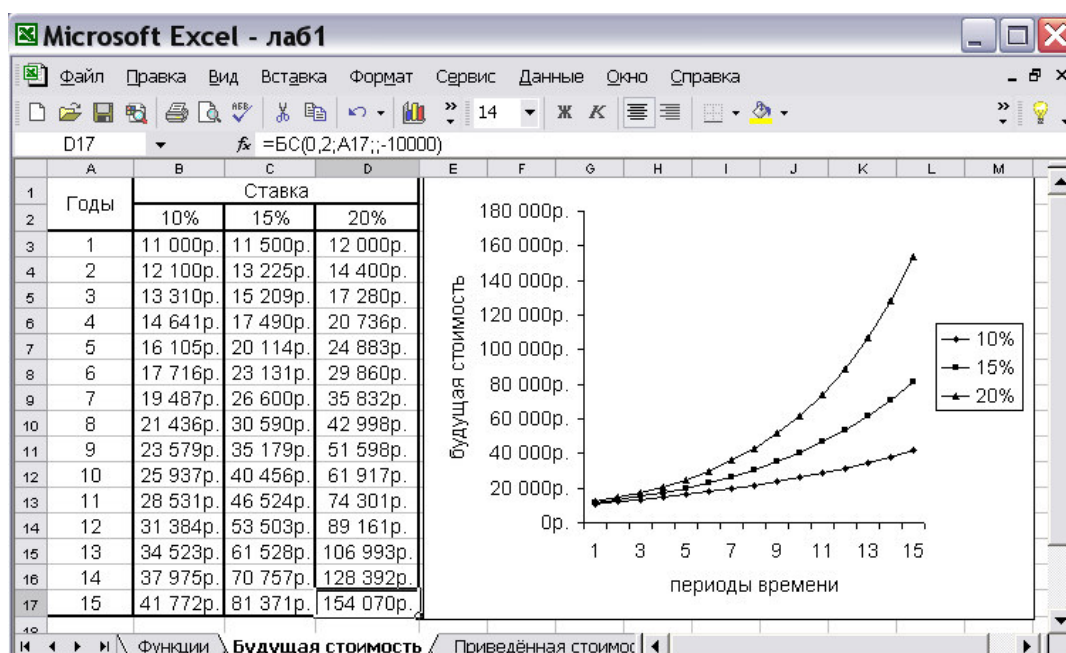 Microsoft Excel - лаб1
Файл Правка Вид Вставка Формат Сервис Данные Окно Справка
14 Ж К
D17 fx =БС(0,2;A17;;-10000)
A B C D E F G H I J K L M
1 Годы Ставка
2 10% 15% 20%
3 1 11 000р. 11 500р. 12 000р.
4 2 12 100р. 13 225р. 14 400р.
5 3 13 310р. 15 209р. 17 280р.
6 4 14 641р. 17 490р. 20 736р.
7 5 16 105р. 20 114р. 24 883р.
8 6 17 716р. 23 131р. 29 860р.
9 7 19 487р. 26 600р. 35 832р.
10 8 21 436р. 30 590р. 42 998р.
11 9 23 579р. 35 179р. 51 598р.
12 10 25 937р. 40 456р. 61 917р.
13 11 28 531р. 46 524р. 74 301р.
14 12 31 384р. 53 503р. 89 161р.
15 13 34 523р. 61 528р. 106 993р.
16 14 37 975р. 70 757р. 128 392р.
17 15 41 772р. 81 371р. 154 070р.
будущая стоимость
180 000р.
160 000р.
140 000р.
120 000р.
100 000р.
80 000р.
60 000р.
40 000р.
20 000р.
0р.
1 3 5 7 9 11 13 15
периоды времени
10%
15%
20%
Функции Будущая стоимость Приведённая стоимос